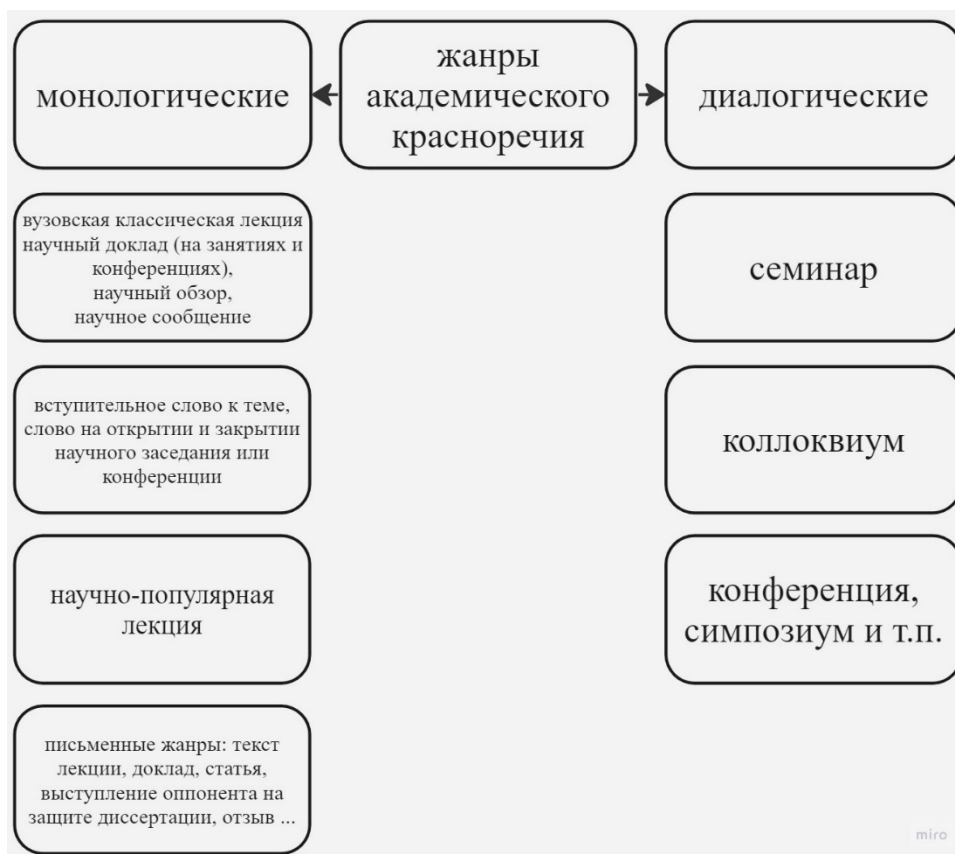 жанры
академического
красноречия
монологические
вузовская классическая лекция
научный доклад (на занятиях и
конференциях),
научный обзор,
научное сообщение
вступительное слово к теме,
слово на открытии и закрытии
научного заседания или
конференции
научно-популярная
лекция
письменные жанры: текст
лекции, доклад, статья,
выступление оппонента на
защите диссертации, отзыв ...
диалогические
семинар
коллоквиум
конференция,
симпозиум и т.п.
miro